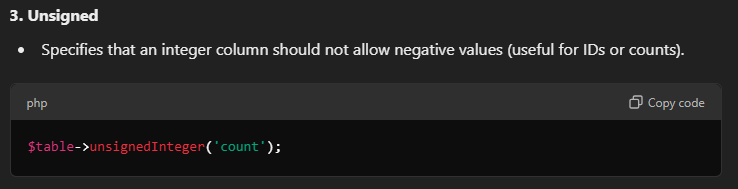 3. Unsigned
• Specifies that an integer column should not allow negative values (useful for IDs or counts).
php
Copy code
$table->unsignedInteger('count');